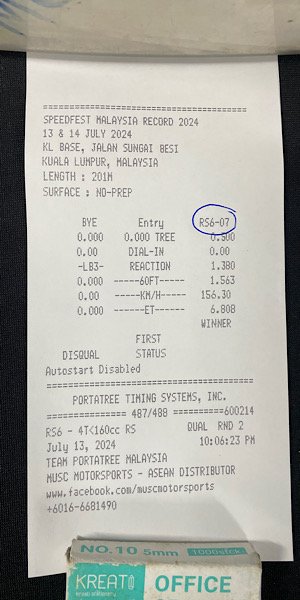 ==========================================
SPEEDFEST MALAYSIA RECORD 2024
13 & 14 JULY 2024
KL BASE, JALAN SUNGAI BESI
KUALA LUMPUR, MALAYSIA
LENGTH : 201M
SURFACE : NO-PREP
BYE Entry RS6-07
0.000 0.000 TREE 0.500
0.00 DIAL-IN 0.00
-LB3- REACTION 1.380
0.000 ------60FT----- 1.563
0.00 ------KM/H----- 156.30
0.000 ------ET------ 6.808
WINNER
FIRST
DISQUAL STATUS
Autostart Disabled
==========================================
PORTATREE TIMING SYSTEMS, INC.
=============== 487/488 ==========600214
RS6 - 4T<160cc RS QUAL RND 2
July 13, 2024 10:06:23 PM
TEAM PORTATREE MALAYSIA
MUSC MOTORSPORTS - ASEAN DISTRIBUTOR
www.facebook.com/muscmotorsports
+6016-6681490
NO.10 5mm 1000stick
KREATO OFFICE
kreati stationery